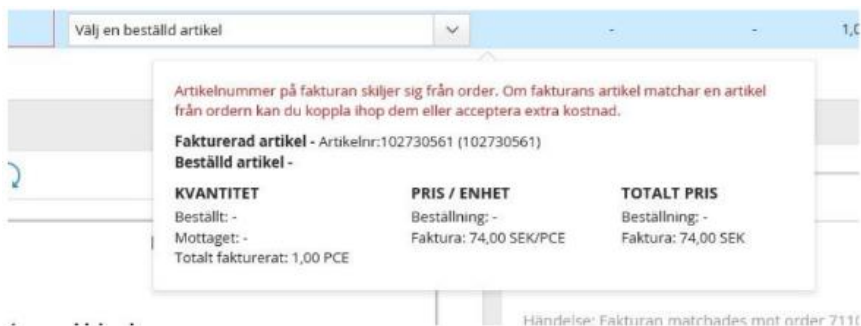 Välj en beställd artikel - - 1,0
Artikelnummer på fakturan skiljer sig från order. Om fakturans artikel matchar en artikel
från ordern kan du koppla ihop dem eller acceptera extra kostnad.
Fakturerad artikel - Artikelnr:102730561 (102730561)
Beställd artikel -
KVANTITET PRIS / ENHET TOTALT PRIS
Beställt: - Beställning: - Beställning: -
Mottaget: - Faktura: 74,00 SEK/PCE Faktura: 74,00 SEK
Totalt fakturerat: 1,00 PCE
Händelse: Fakturan matchades mot order 7110